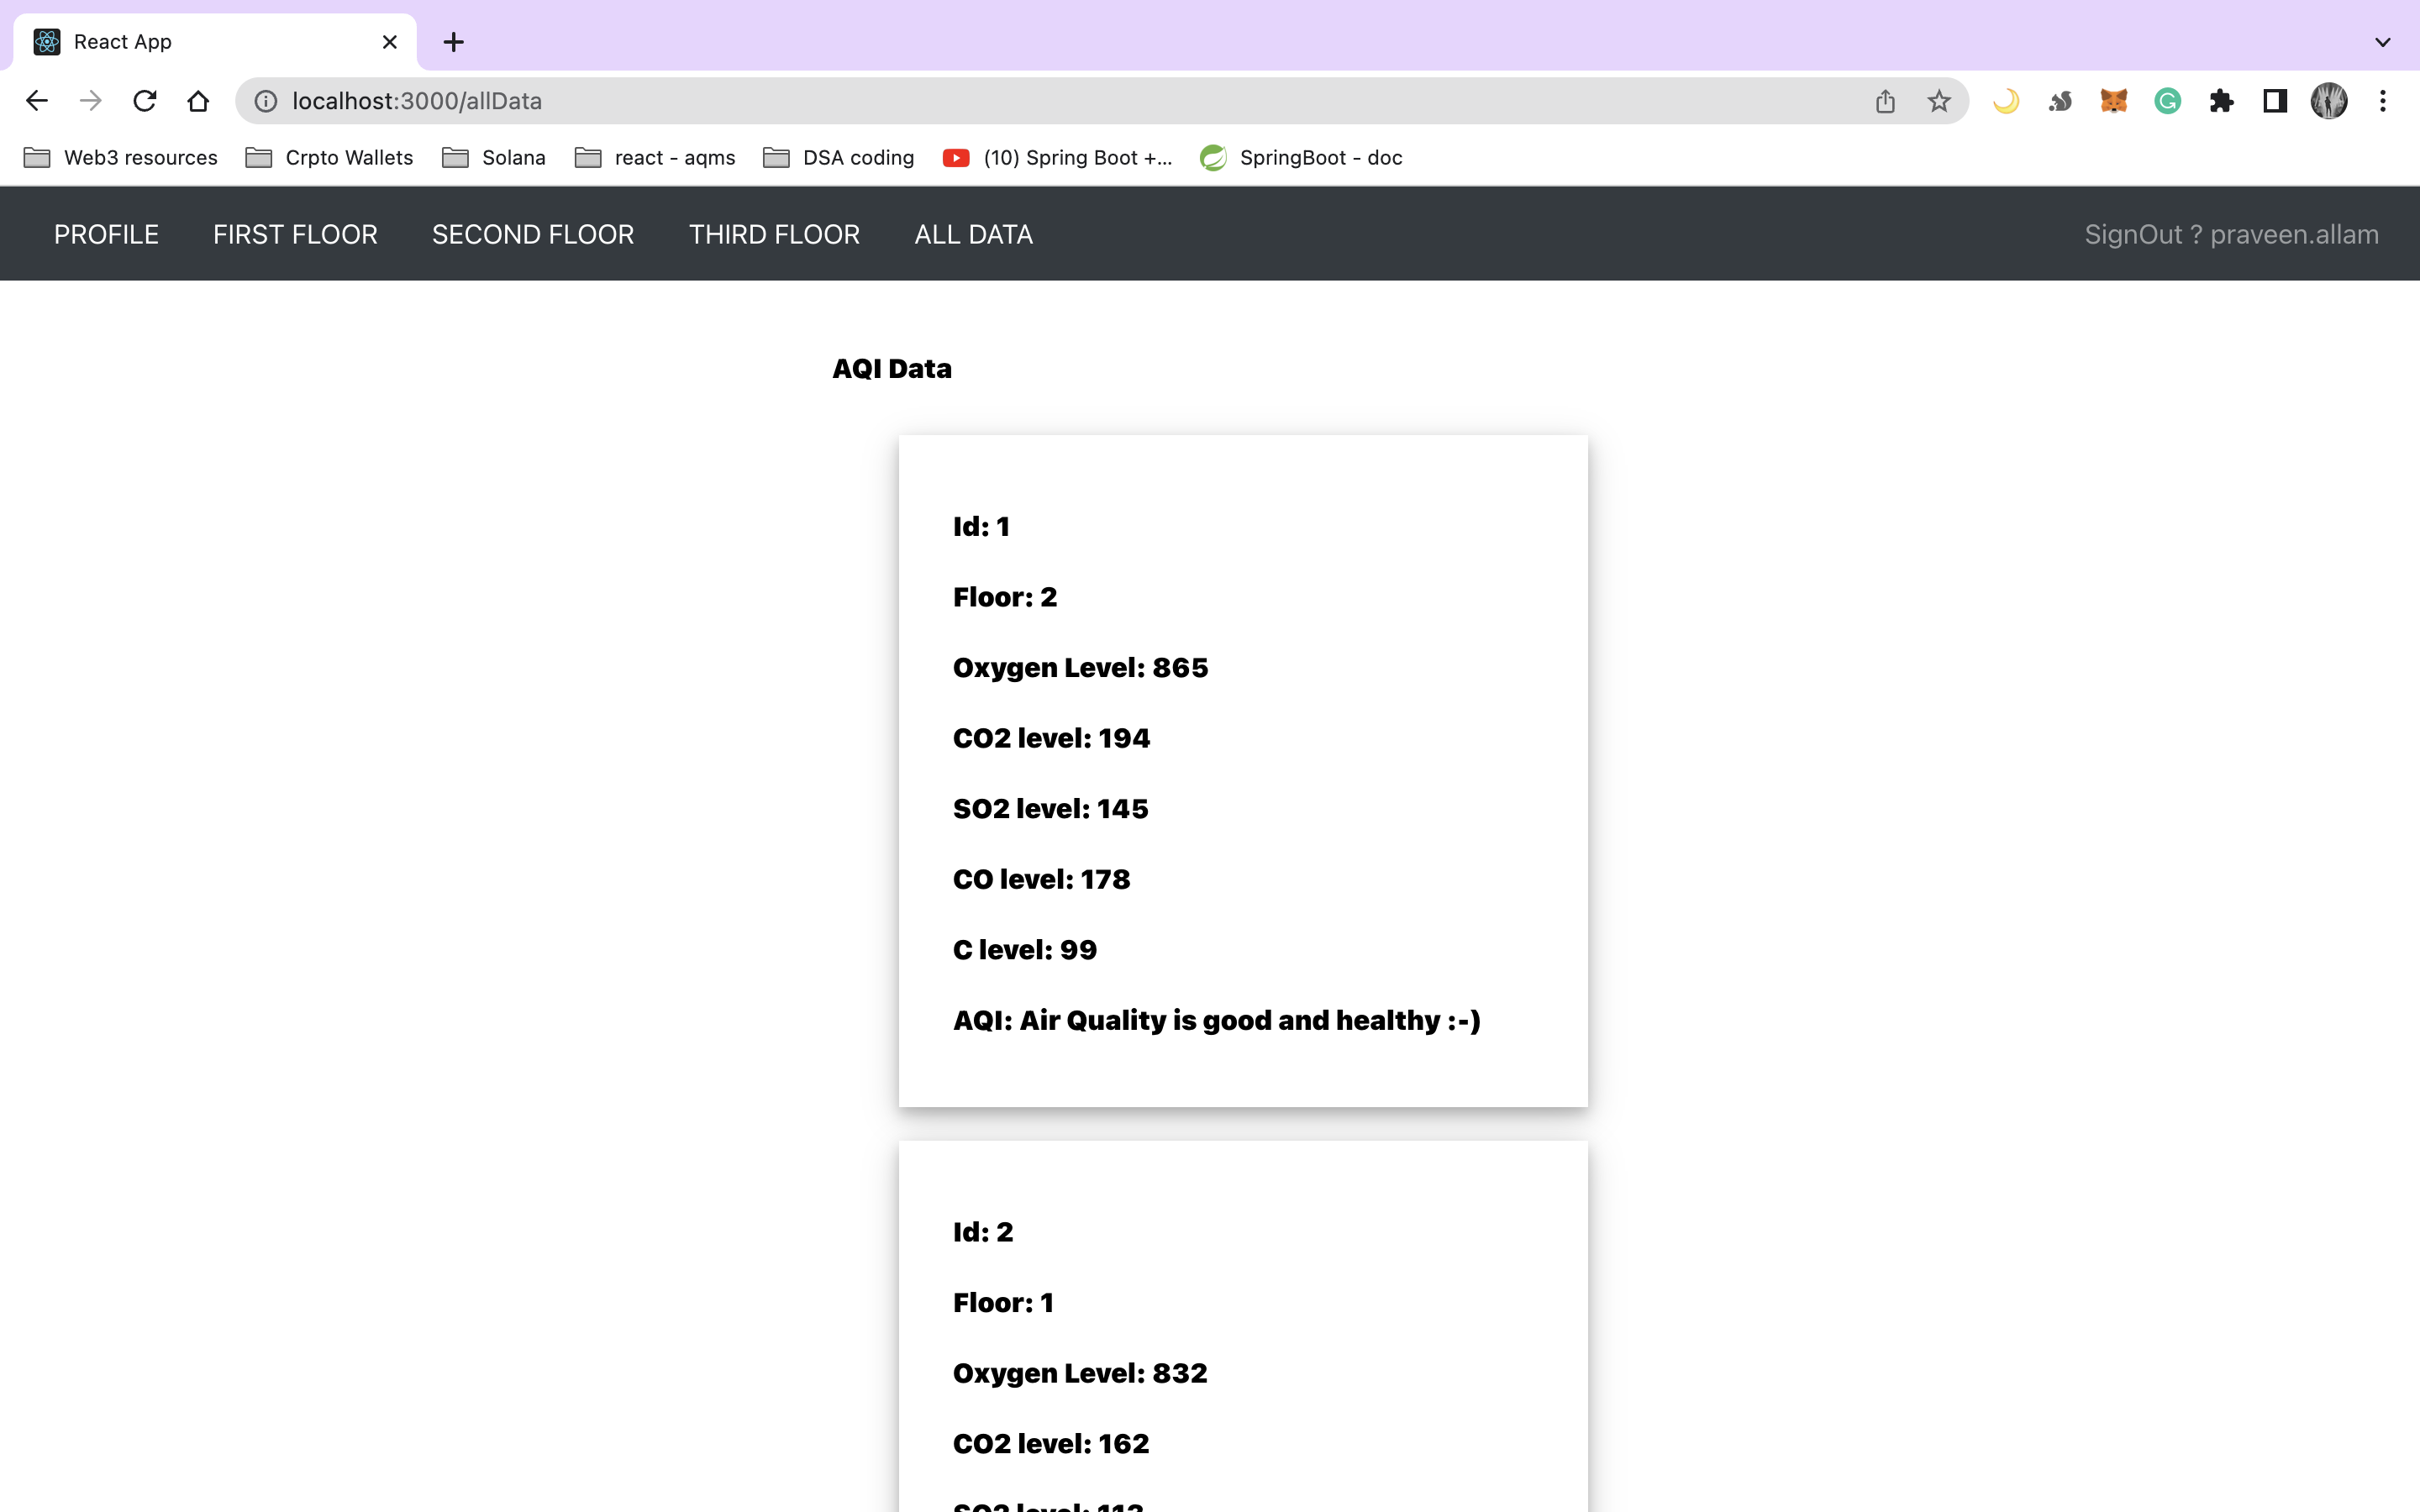 React App
localhost:3000/allData
Web3 resources Crpto Wallets Solana react - aqms DSA coding (10) Spring Boot +... SpringBoot - doc
PROFILE FIRST FLOOR SECOND FLOOR THIRD FLOOR ALL DATA SignOut ? praveen.allam
AQI Data
Id: 1
Floor: 2
Oxygen Level: 865
CO2 level: 194
SO2 level: 145
CO level: 178
C level: 99
AQI: Air Quality is good and healthy :-)
Id: 2
Floor: 1
Oxygen Level: 832
CO2 level: 162
SO2 level: 113